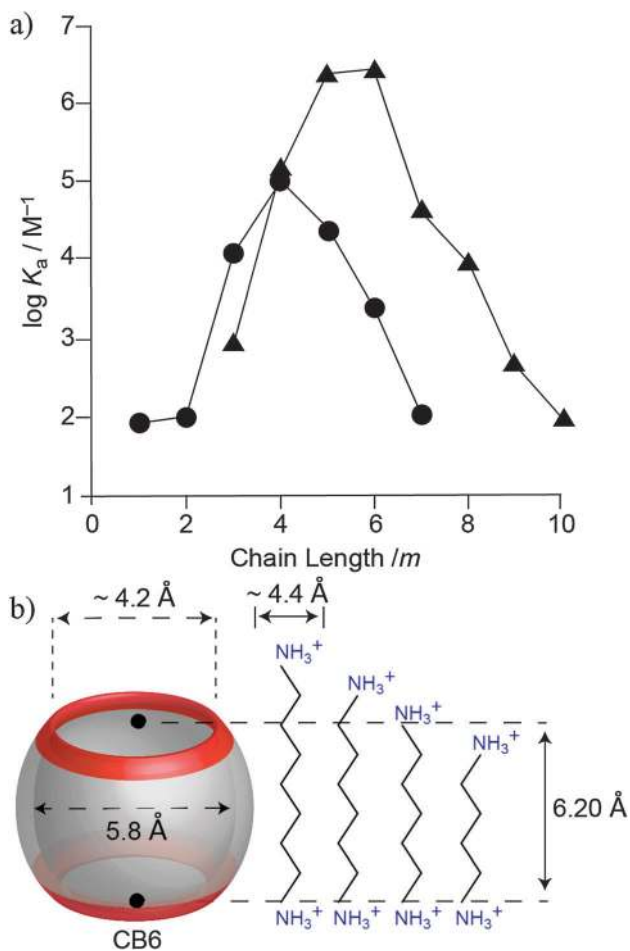 a)
7
6
5
4
3
2
1
log Kₐ / M⁻¹
0 2 4 6 8 10
Chain Length /m
b)
~ 4.2 Å
~ 4.4 Å
NH₃⁺
NH₃⁺
NH₃⁺
NH₃⁺
5.8 Å
6.20 Å
NH₃⁺ NH₃⁺ NH₃⁺ NH₃⁺
CB6